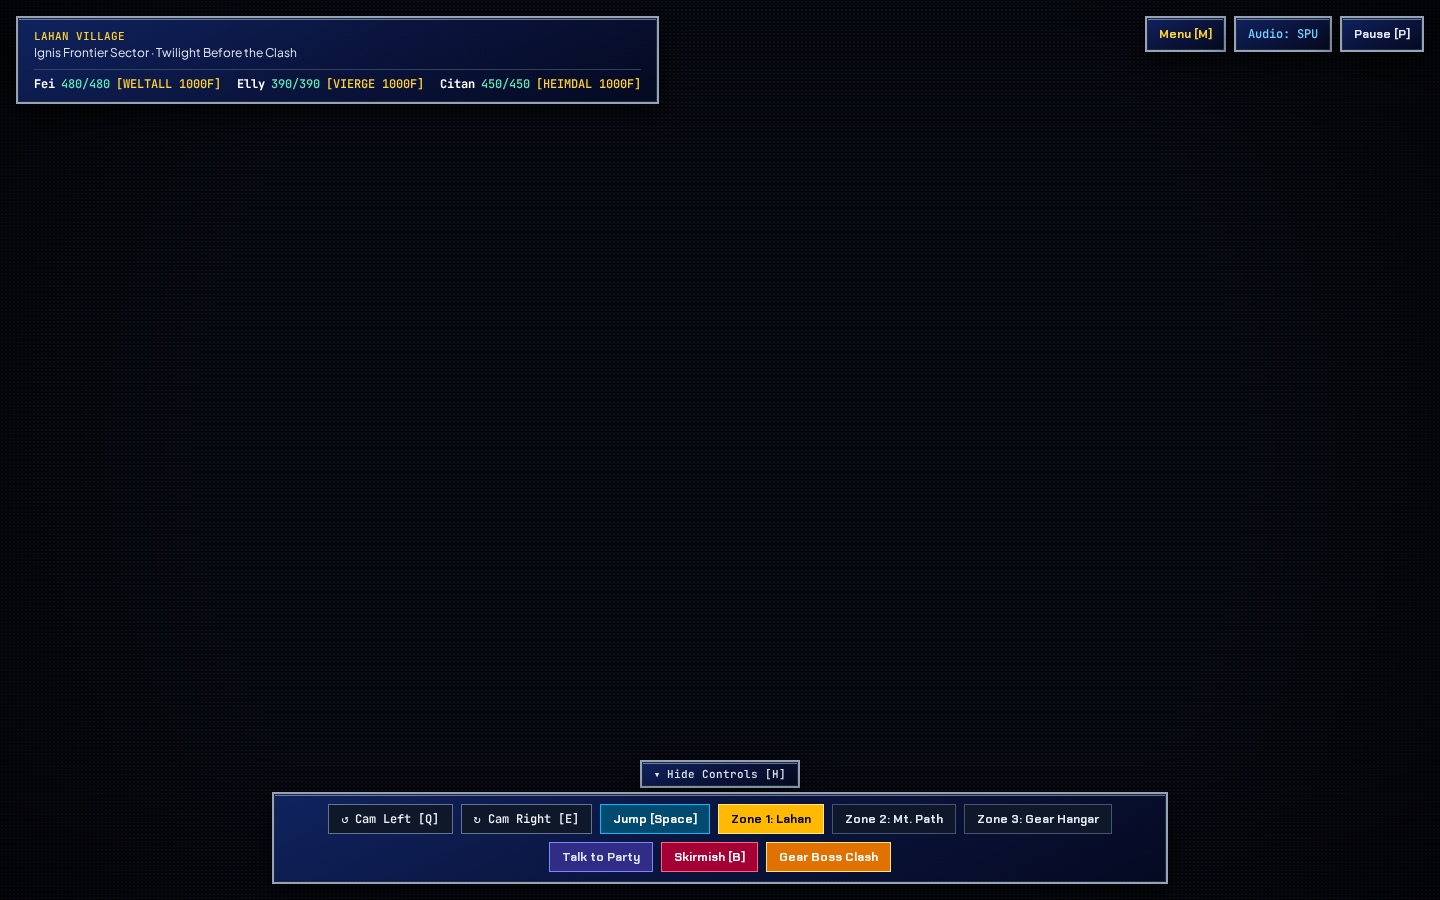 LAHAN VILLAGE
Ignis Frontier Sector · Twilight Before the Clash
Fei 480/480 [WELTALL 1000F] Elly 390/390 [VIERGE 1000F] Citan 450/450 [HEIMDAL 1000F]
Menu [M] Audio: SPU Pause [P]
▾ Hide Controls [H]
↺ Cam Left [Q] ↻ Cam Right [E] Jump [Space] Zone 1: Lahan Zone 2: Mt. Path Zone 3: Gear Hangar
Talk to Party Skirmish [B] Gear Boss Clash